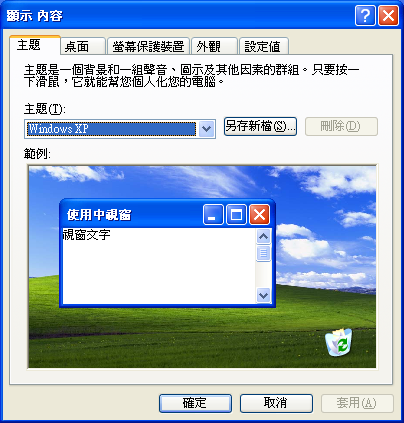 顯示 內容
主題
桌面
螢幕保護裝置
外觀
設定值
主題是一個背景和一組聲音、圖示及其他因素的群組。只要按一
下滑鼠，它就能幫您個人化您的電腦。
主題(T):
Windows XP
另存新檔(S)...
刪除(D)
範例:
使用中視窗
視窗文字
確定
取消
套用(A)